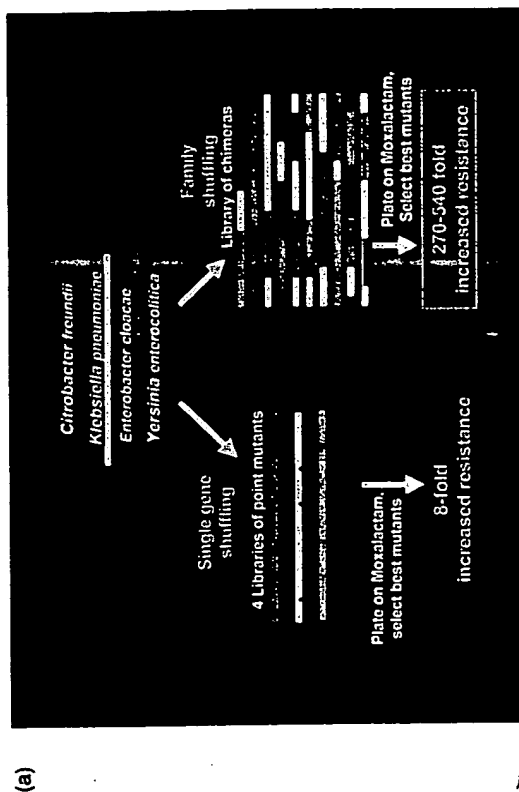 (a)
Citrobacter freundii
Klebsiella pneumoniae
Enterobacter cloacae
Yersinia enterocolitica
Single gene
shuffling
4 Libraries of point mutants
Plate on Moxalactam,
select best mutants
8-fold
increased resistance
Family
shuffling
Library of chimeras
Plate on Moxalactam,
Select best mutants
270-540 fold
increased resistance